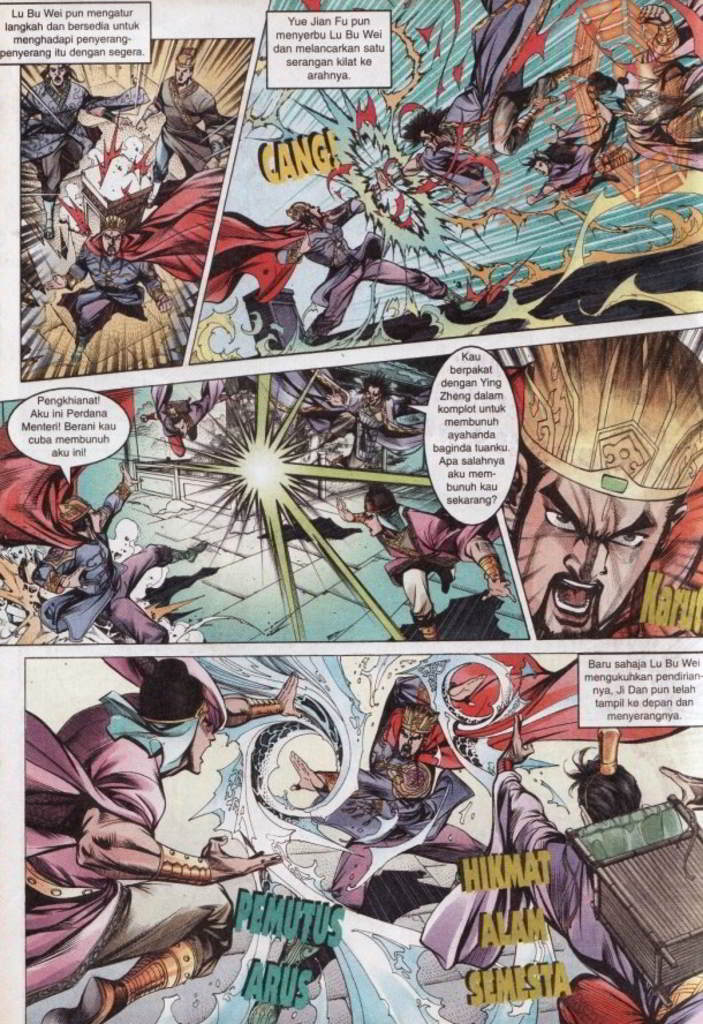 Lu Bu Wei pun mengatur
langkah dan bersedia untuk
menghadapi penyerang-
penyerang itu dengan segera.
Yue Jian Fu pun
menyerbu Lu Bu Wei
dan melancarkan satu
serangan kilat ke
arahnya.
CANG!
Pengkhianat!
Aku ini Perdana
Menteri! Berani kau
cuba membunuh
aku ini!
Kau
berpakat
dengan Ying
Zheng dalam
komplot untuk
membunuh
ayahanda
baginda tuanku.
Apa salahnya
aku mem-
bunuh kau
sekarang?
Karut
Baru sahaja Lu Bu Wei
mengukuhkan pendirian-
nya, Ji Dan pun telah
tampil ke depan dan
menyerangnya.
PEMUTUS
ARUS
HIKMAT
ALAM
SEMESTA